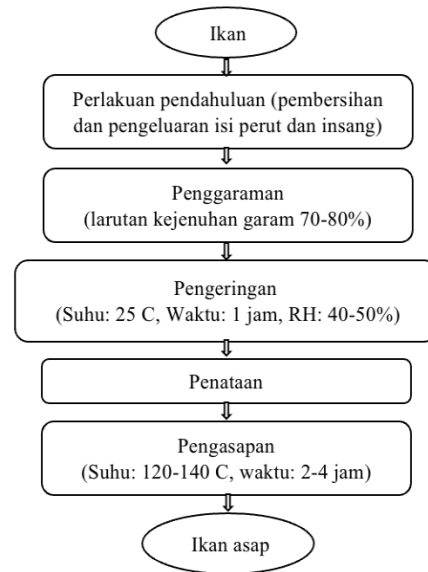 Ikan
Perlakuan pendahuluan (pembersihan
dan pengeluaran isi perut dan insang)
Penggaraman
(larutan kejenuhan garam 70-80%)
Pengeringan
(Suhu: 25 C, Waktu: 1 jam, RH: 40-50%)
Penataan
Pengasapan
(Suhu: 120-140 C, waktu: 2-4 jam)
Ikan asap